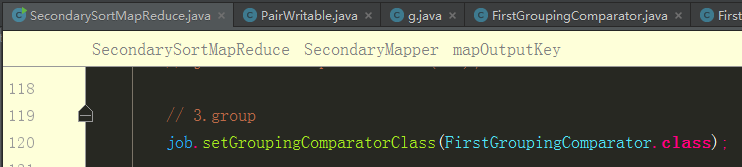 SecondarySortMapReduce.java PairWritable.java g.java FirstGroupingComparator.java First
SecondarySortMapReduce SecondaryMapper mapOutputKey
118
119 // 3.group
120 job.setGroupingComparatorClass(FirstGroupingComparator.class);